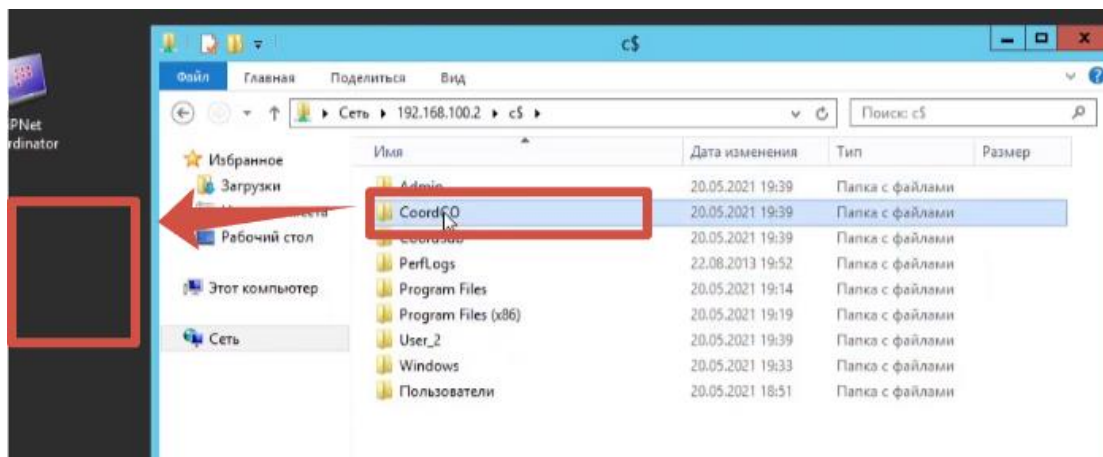 c$
Файл Главная Поделиться Вид
Сеть 192.168.100.2 c$
Поиск: c$
PNet
rdinator
Имя Дата изменения Тип Размер
Избранное
Загрузки
Рабочий стол
Этот компьютер
Сеть
Admin 20.05.2021 19:39 Папка с файлами
CoordCO 20.05.2021 19:39 Папка с файлами
CoordSub 20.05.2021 19:39 Папка с файлами
PerfLogs 22.08.2013 19:52 Папка с файлами
Program Files 20.05.2021 19:14 Папка с файлами
Program Files (x86) 20.05.2021 19:19 Папка с файлами
User_2 20.05.2021 19:39 Папка с файлами
Windows 20.05.2021 19:33 Папка с файлами
Пользователи 20.05.2021 18:51 Папка с файлами